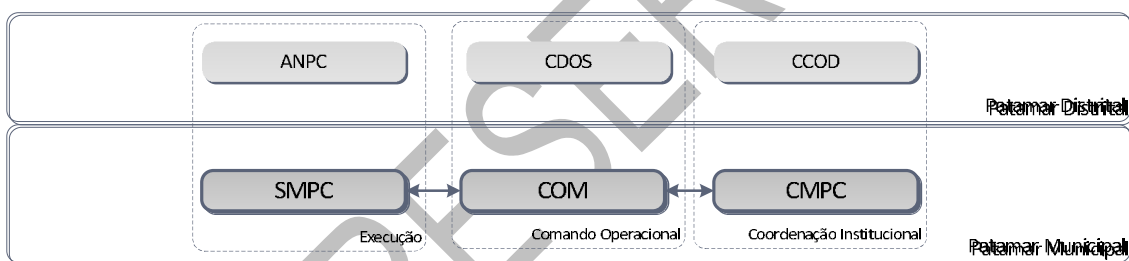 ANPC
CDOS
CCOD
Patamar Distrital
SMPC
COM
CMPC
Execução
Comando Operacional
Coordenação Institucional
Patamar Municipal